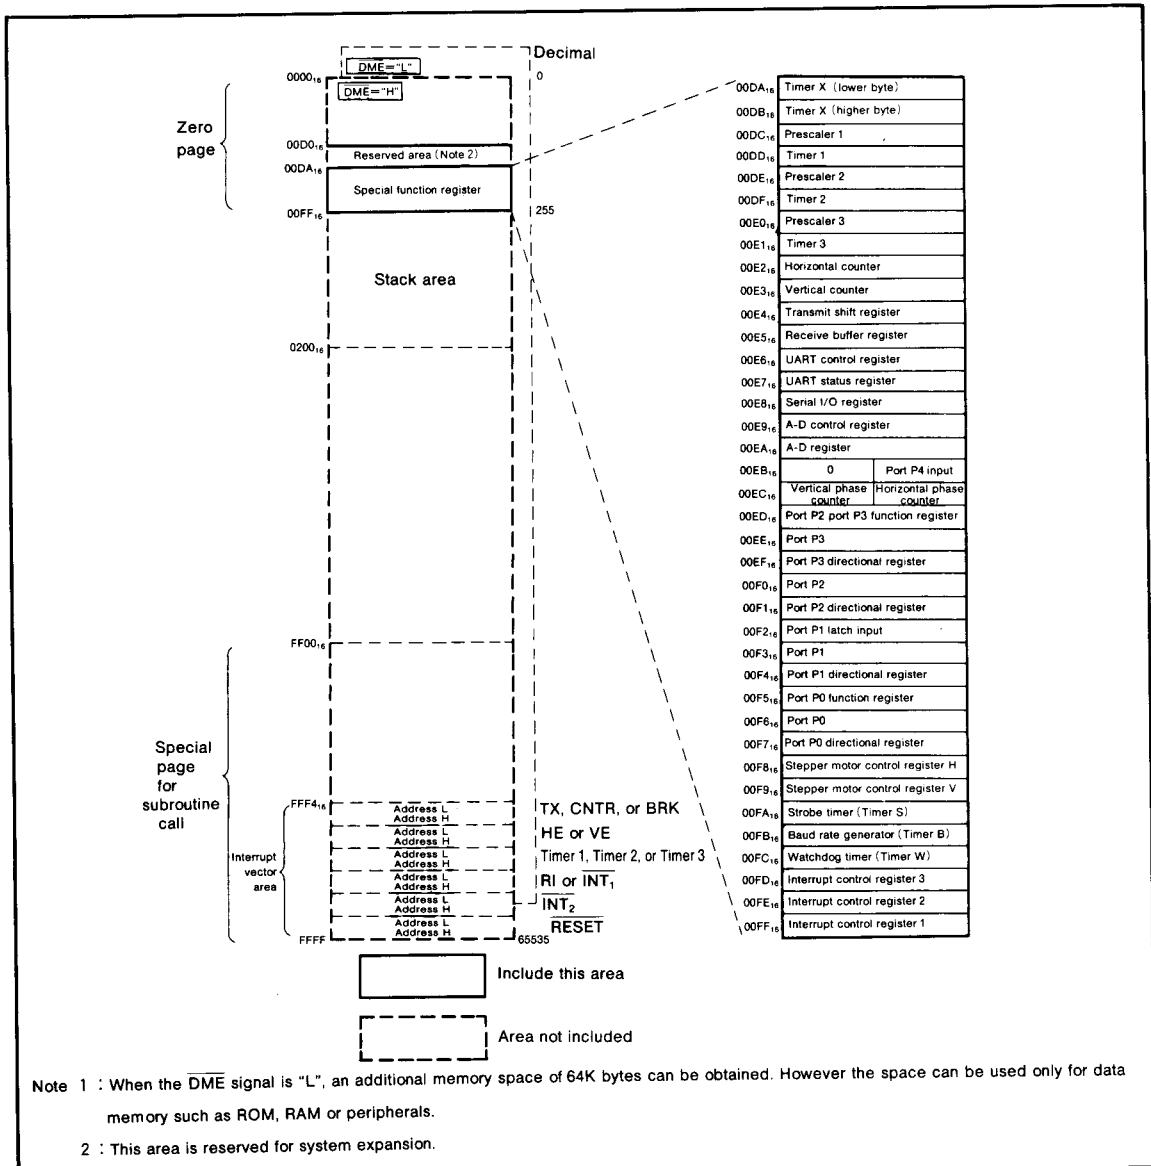 Decimal
DME="L"
0000₁₆
0
DME="H"
Zero
page
00D0₁₆
Reserved area (Note 2)
00DA₁₆
Special function register
00FF₁₆
255
Stack area
0200₁₆
FF00₁₆
Special
page
for
subroutine
call
FFF4₁₆
Interrupt
vector
area
Address L
Address H
TX, CNTR, or BRK
Address L
Address H
HE or VE
Address L
Address H
Timer 1, Timer 2, or Timer 3
Address L
Address H
RI or INT₁
Address L
Address H
INT₂
Address L
Address H
RESET
FFFF
65535
00DA₁₆ Timer X (lower byte)
00DB₁₆ Timer X (higher byte)
00DC₁₆ Prescaler 1
00DD₁₆ Timer 1
00DE₁₆ Prescaler 2
00DF₁₆ Timer 2
00E0₁₆ Prescaler 3
00E1₁₆ Timer 3
00E2₁₆ Horizontal counter
00E3₁₆ Vertical counter
00E4₁₆ Transmit shift register
00E5₁₆ Receive buffer register
00E6₁₆ UART control register
00E7₁₆ UART status register
00E8₁₆ Serial I/O register
00E9₁₆ A-D control register
00EA₁₆ A-D register
00EB₁₆ 0 Port P4 input
00EC₁₆ Vertical phase counter Horizontal phase counter
00ED₁₆ Port P2 port P3 function register
00EE₁₆ Port P3
00EF₁₆ Port P3 directional register
00F0₁₆ Port P2
00F1₁₆ Port P2 directional register
00F2₁₆ Port P1 latch input
00F3₁₆ Port P1
00F4₁₆ Port P1 directional register
00F5₁₆ Port P0 function register
00F6₁₆ Port P0
00F7₁₆ Port P0 directional register
00F8₁₆ Stepper motor control register H
00F9₁₆ Stepper motor control register V
00FA₁₆ Strobe timer (Timer S)
00FB₁₆ Baud rate generator (Timer B)
00FC₁₆ Watchdog timer (Timer W)
00FD₁₆ Interrupt control register 3
00FE₁₆ Interrupt control register 2
00FF₁₆ Interrupt control register 1
Include this area
Area not included
Note 1 : When the DME signal is "L", an additional memory space of 64K bytes can be obtained. However the space can be used only for data
memory such as ROM, RAM or peripherals.
2 : This area is reserved for system expansion.